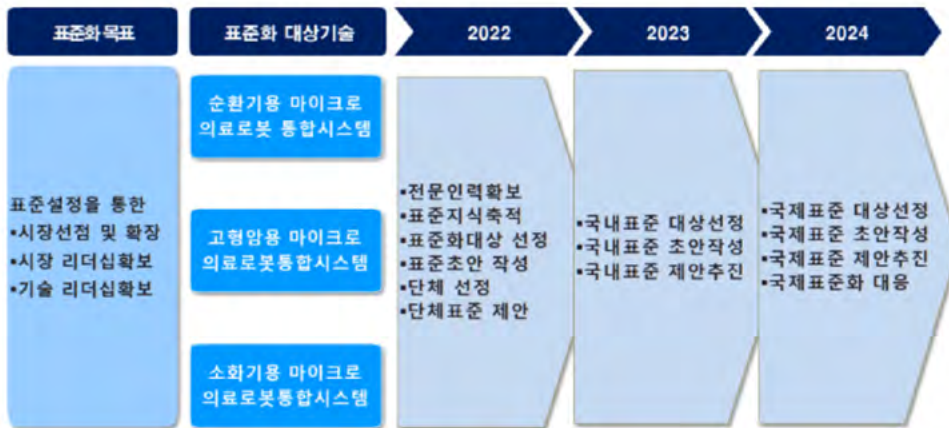 표준화 목표
표준화 대상기술
2022
2023
2024
표준설정을 통한
▪시장선점 및 확장
▪시장 리더십확보
▪기술 리더십확보
순환기용 마이크로
의료로봇 통합시스템
고형암용 마이크로
의료로봇통합시스템
소화기용 마이크로
의료로봇통합시스템
▪전문인력확보
▪표준지식축적
▪표준화대상 선정
▪표준초안 작성
▪단체 선정
▪단체표준 제안
▪국내표준 대상선정
▪국내표준 초안작성
▪국내표준 제안추진
▪국제표준 대상선정
▪국제표준 초안작성
▪국제표준 제안추진
▪국제표준화 대응